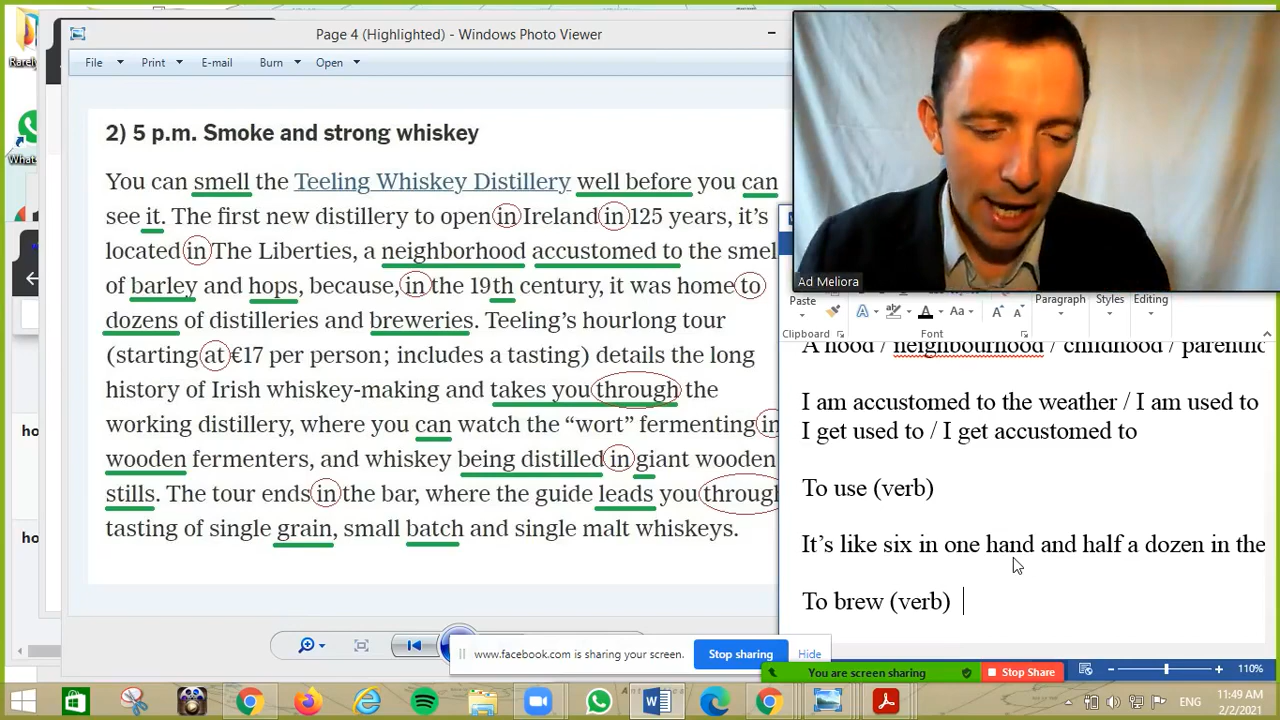 Rarely
What
Page 4 (Highlighted) - Windows Photo Viewer
File Print E-mail Burn Open
2) 5 p.m. Smoke and strong whiskey
You can smell the Teeling Whiskey Distillery well before you can
see it. The first new distillery to open in Ireland in 125 years, it's
located in The Liberties, a neighborhood accustomed to the smel
of barley and hops, because, in the 19th century, it was home to
dozens of distilleries and breweries. Teeling's hourlong tour
(starting at €17 per person; includes a tasting) details the long
history of Irish whiskey-making and takes you through the
working distillery, where you can watch the "wort" fermenting in
wooden fermenters, and whiskey being distilled in giant wooden
stills. The tour ends in the bar, where the guide leads you through
tasting of single grain, small batch and single malt whiskeys.
ho
ho
Ad Meliora
Paste
Aa
Paragraph Styles Editing
Clipboard Font
A hood / neighbourhood / childhood / parenthc
I am accustomed to the weather / I am used to
I get used to / I get accustomed to
To use (verb)
It's like six in one hand and half a dozen in the
To brew (verb)
www.facebook.com is sharing your screen. Stop sharing Hide
You are screen sharing Stop Share
110%
ENG
11:49 AM
2/2/2021